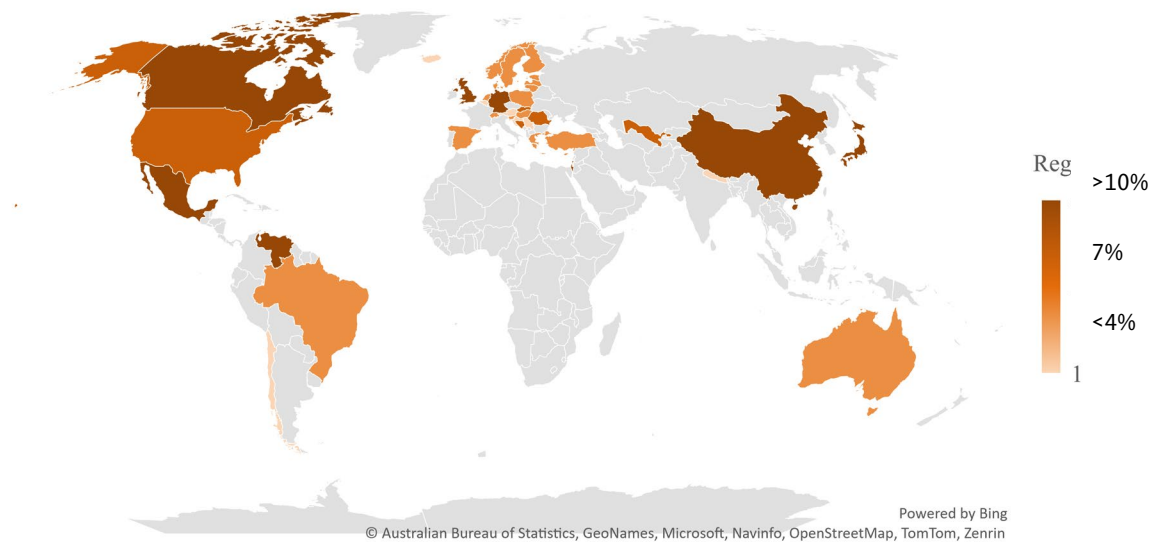 Reg
>10%
7%
<4%
1
Powered by Bing
© Australian Bureau of Statistics, GeoNames, Microsoft, Navinfo, OpenStreetMap, TomTom, Zenrin